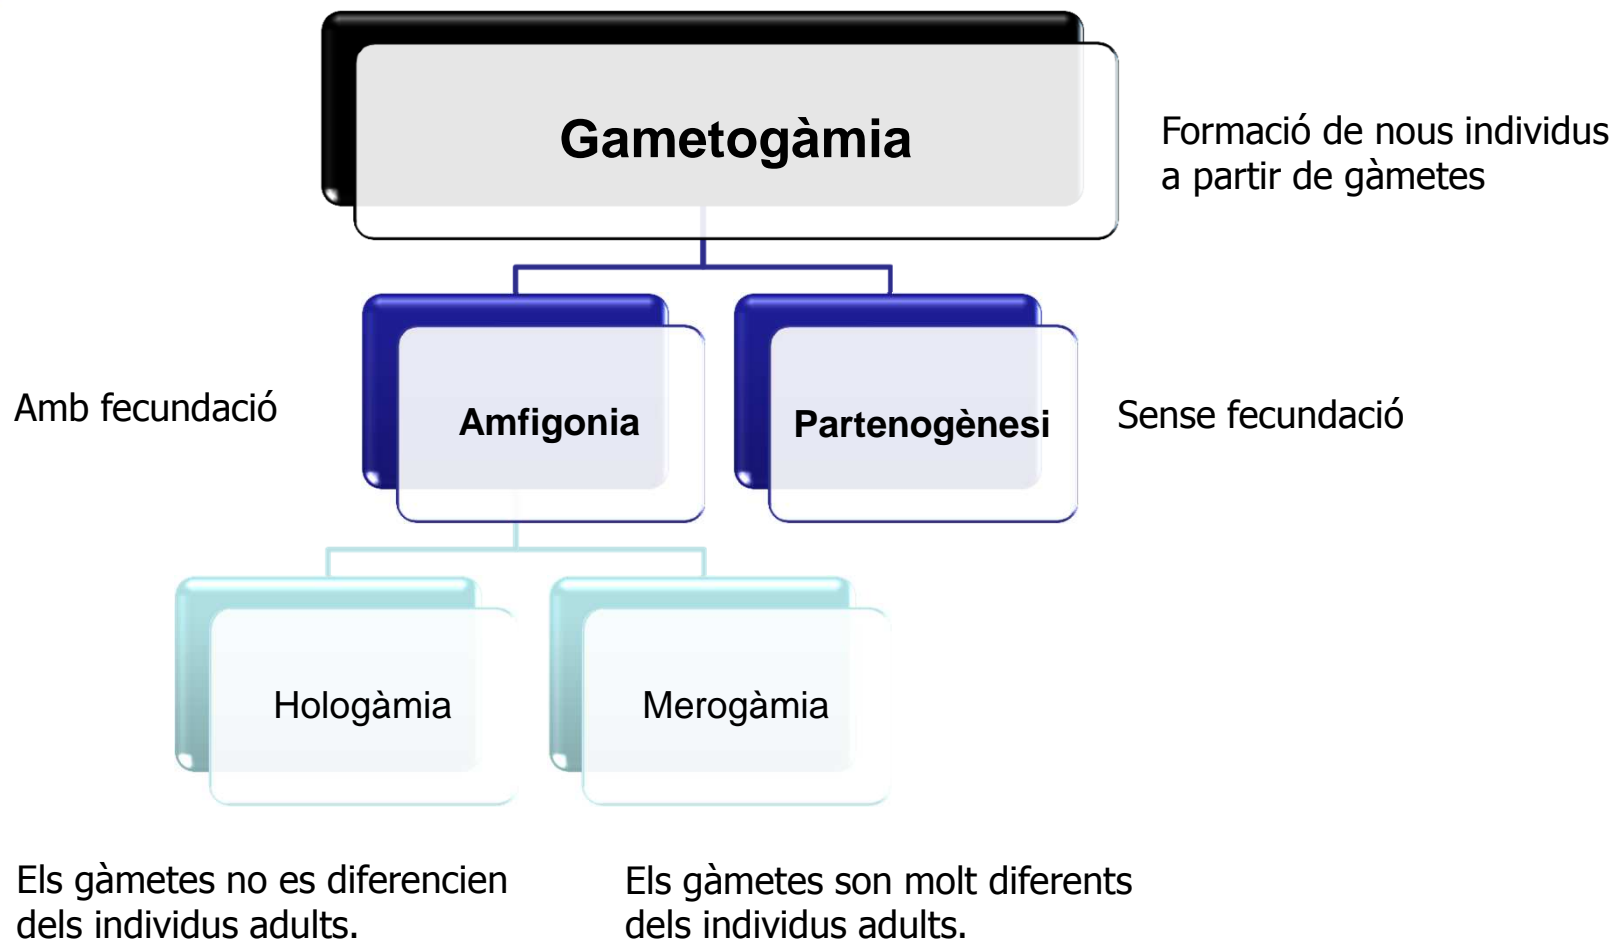 Gametogàmia
Formació de nous individus
a partir de gàmetes
Amb fecundació
Amfigonia
Partenogènesi
Sense fecundació
Hologàmia
Merogàmia
Els gàmetes no es diferencien
dels individus adults.
Els gàmetes son molt diferents
dels individus adults.